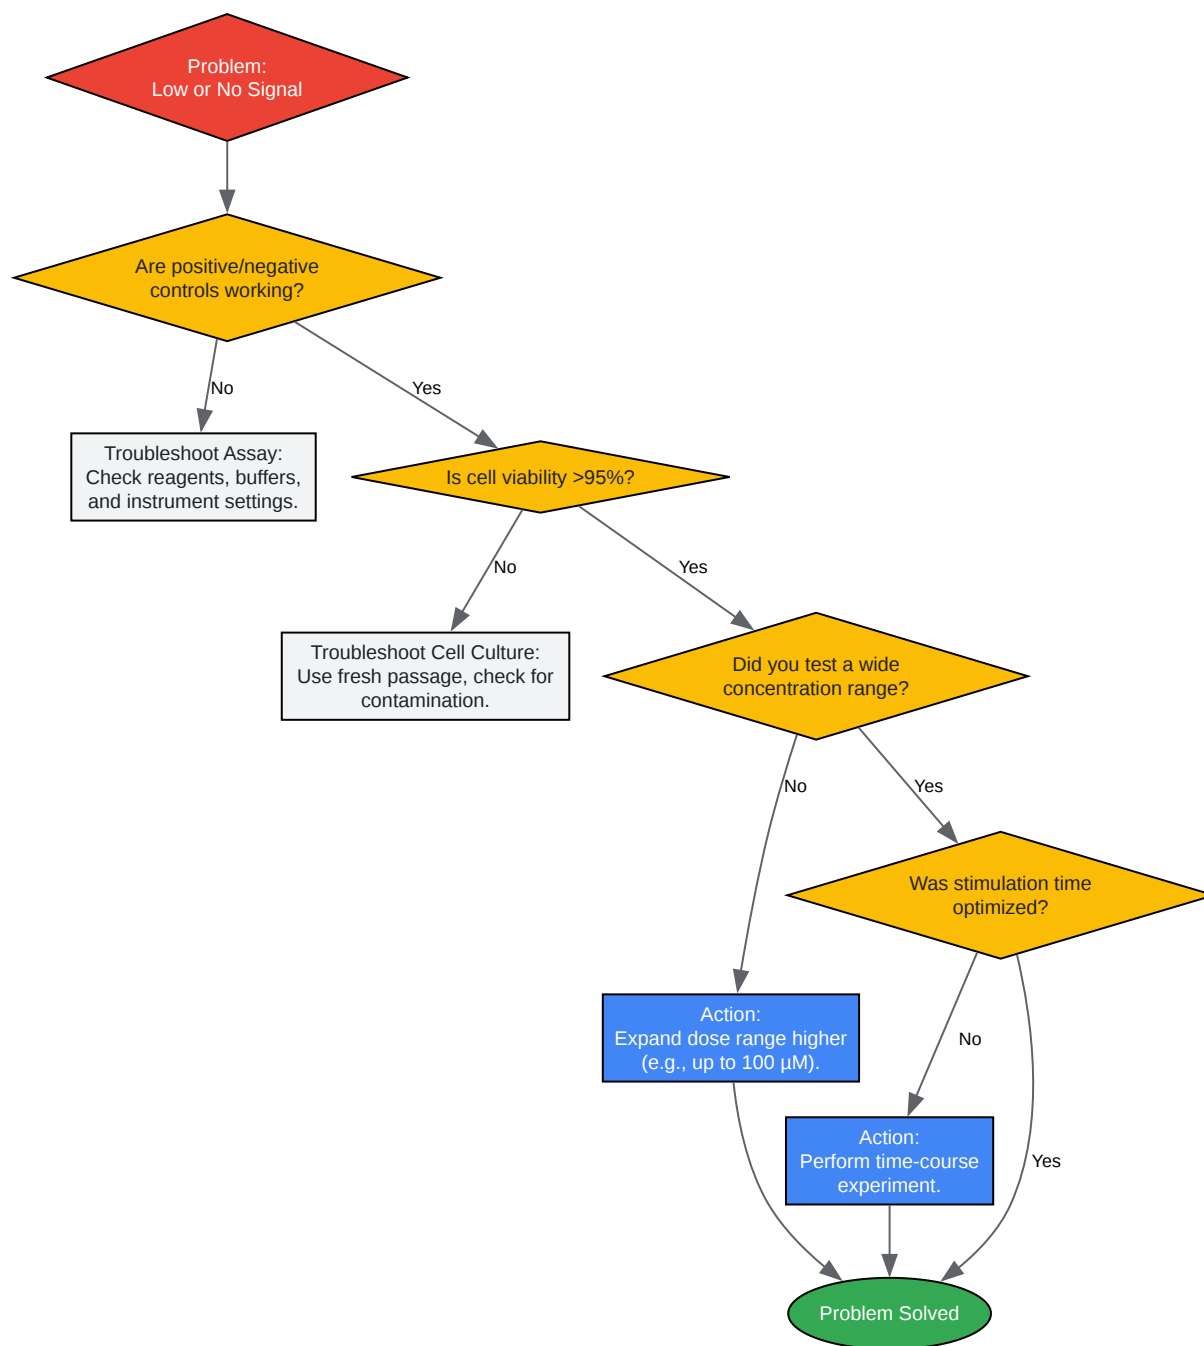 Problem:
Low or No Signal
Are positive/negative
controls working?
No
Yes
Troubleshoot Assay:
Check reagents, buffers,
and instrument settings.
Is cell viability >95%?
No
Yes
Troubleshoot Cell Culture:
Use fresh passage, check for
contamination.
Did you test a wide
concentration range?
No
Yes
Was stimulation time
optimized?
Action:
Expand dose range higher
(e.g., up to 100 µM).
No
Action:
Perform time-course
experiment.
Yes
Problem Solved